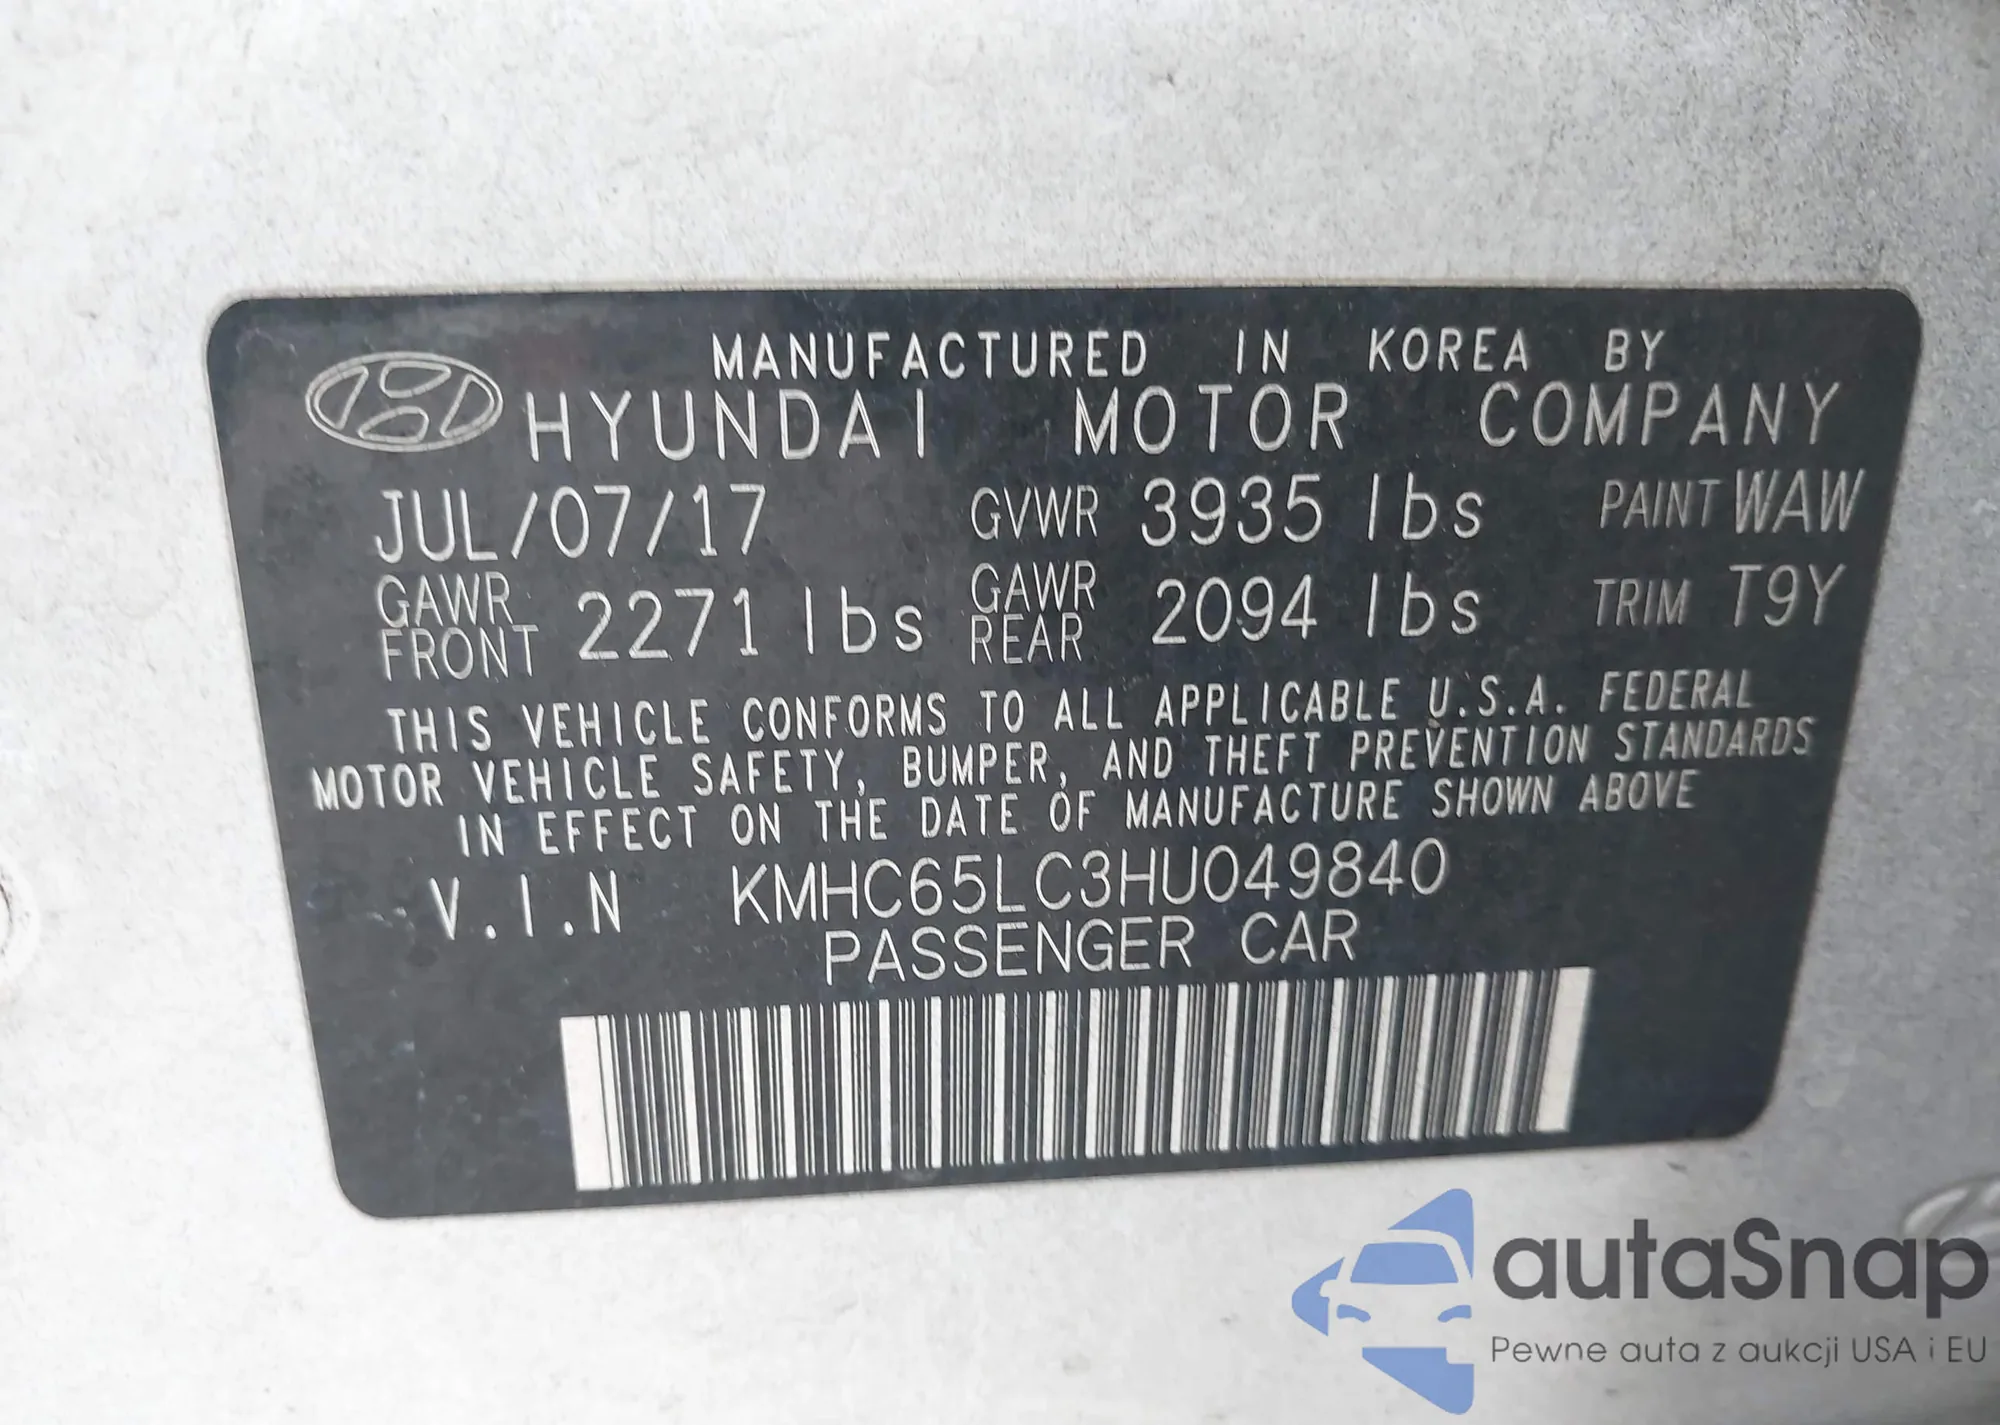 MANUFACTURED IN KOREA BY
HYUNDAI MOTOR COMPANY
JUL/07/17 GVWR 3935 lbs PAINT WAW
GAWR FRONT 2271 lbs GAWR REAR 2094 lbs TRIM T9Y
THIS VEHICLE CONFORMS TO ALL APPLICABLE U.S.A. FEDERAL
MOTOR VEHICLE SAFETY, BUMPER, AND THEFT PREVENTION STANDARDS
IN EFFECT ON THE DATE OF MANUFACTURE SHOWN ABOVE
V.I.N KMHC65LC3HU049840
PASSENGER CAR
autaSnap
Pewne auta z aukcji USA i EU